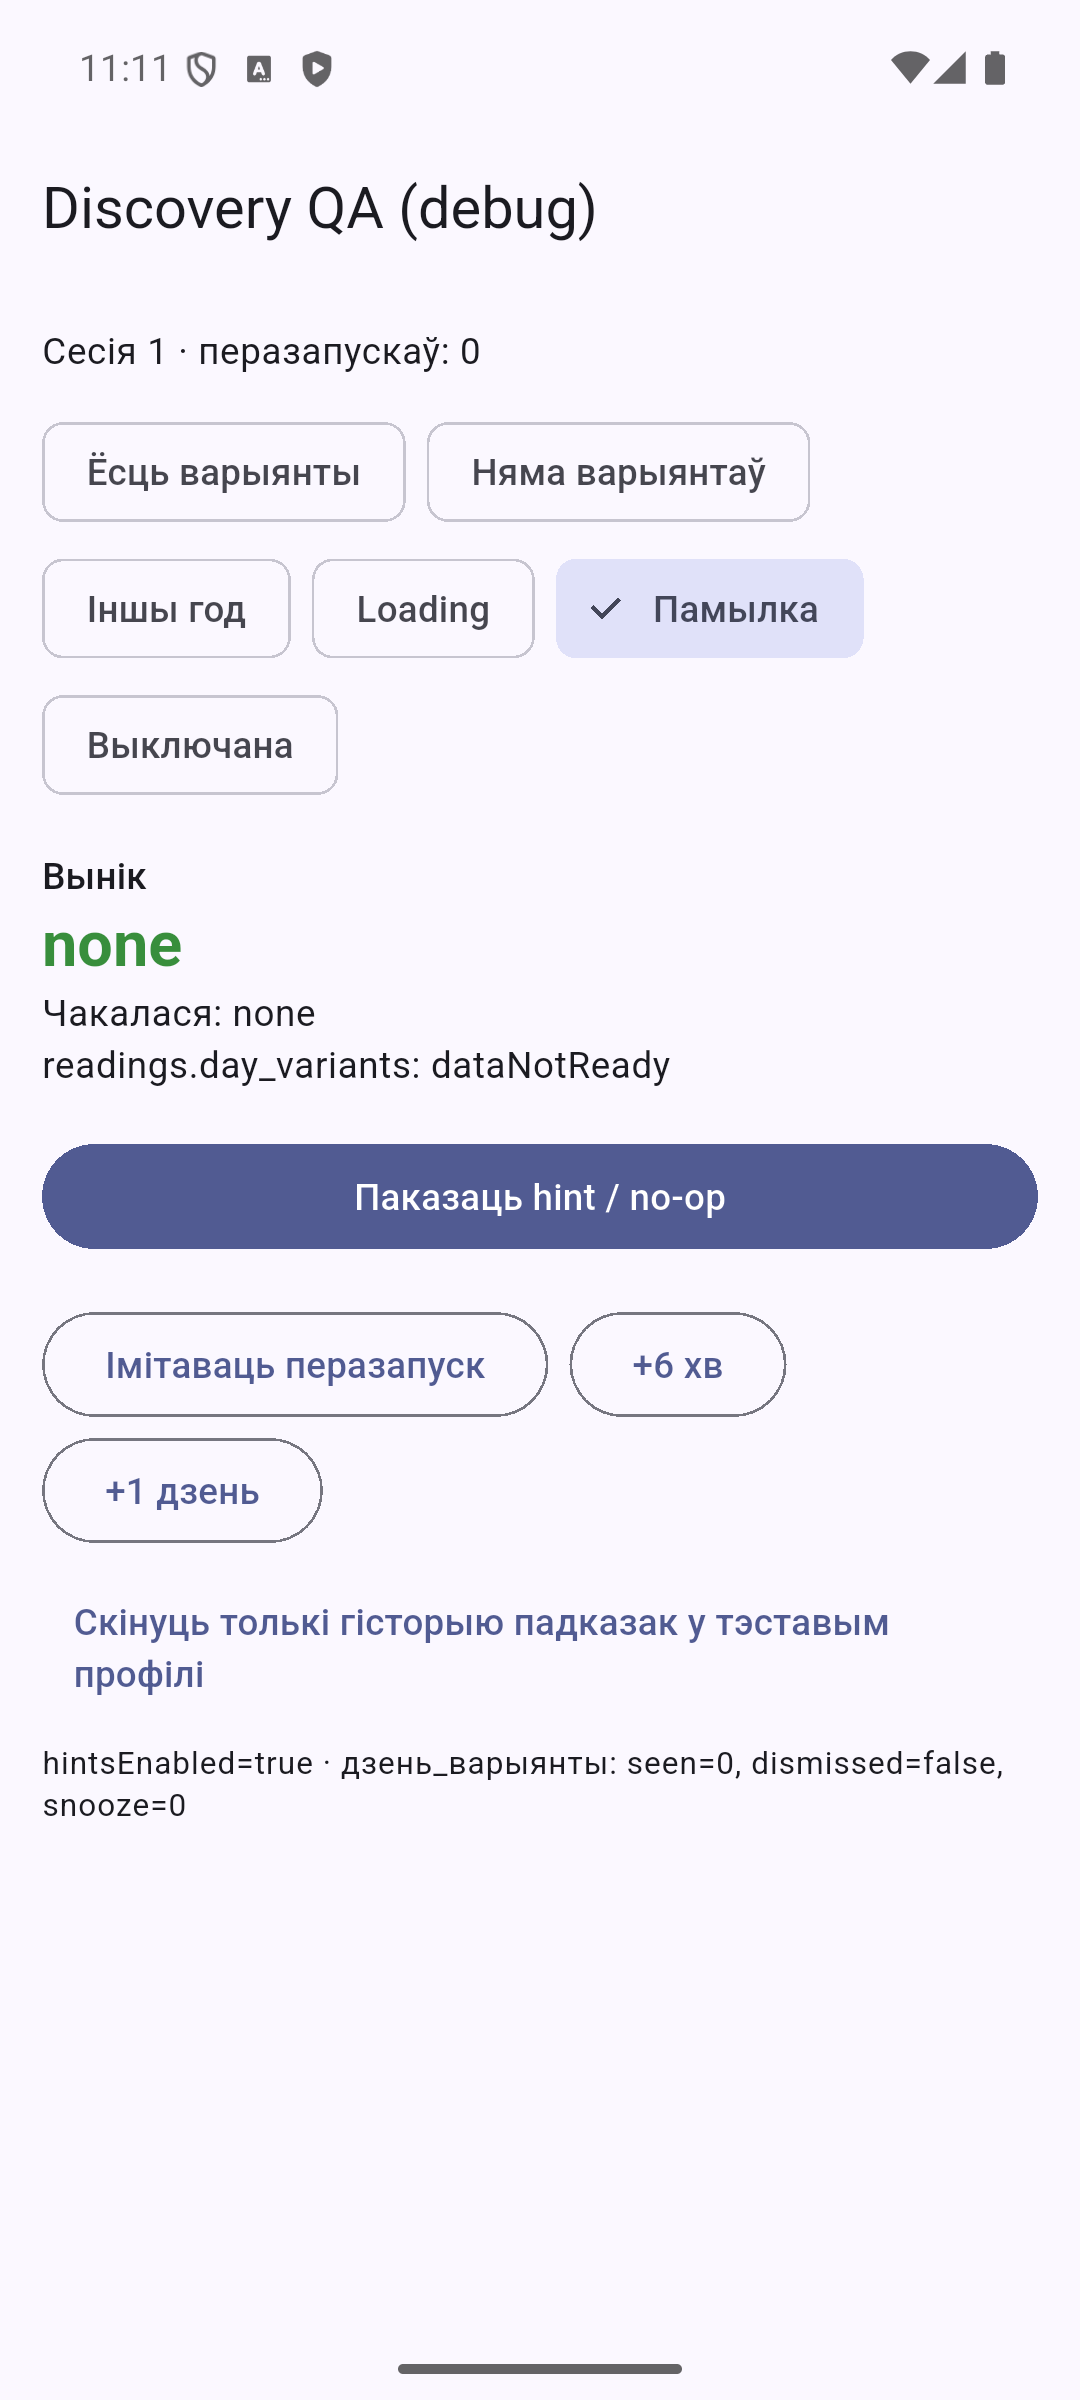 11:11
Discovery QA (debug)
Сесія 1 · перазапускаў: 0
Ёсць варыянты
Няма варыянтаў
Іншы год
Loading
Памылка
Выключана
Вынік
none
Чакалася: none
readings.day_variants: dataNotReady
Паказаць hint / no-op
Імітаваць перазапуск
+6 хв
+1 дзень
Скінуць толькі гісторыю падказак у тэставым
профілі
hintsEnabled=true · дзень_варыянты: seen=0, dismissed=false,
snooze=0